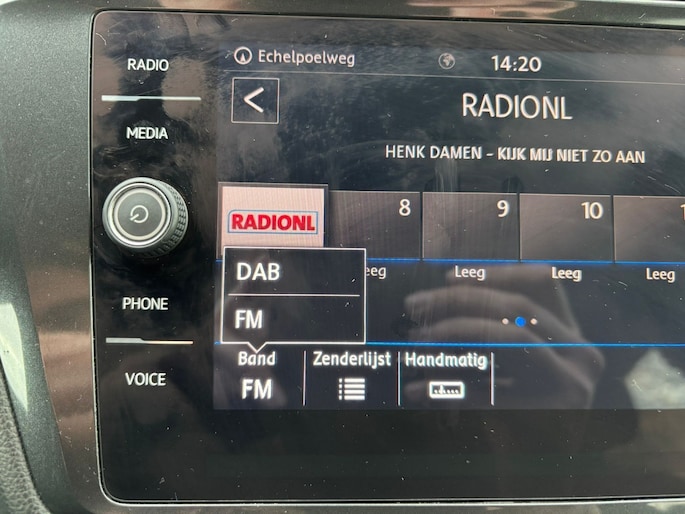 RADIO
MEDIA
PHONE
VOICE
Echelpoelweg 14:20
RADIONL
HENK DAMEN - KIJK MIJ NIET ZO AAN
RADIONL 8 9 10
Leeg Leeg Leeg
DAB
FM
Band Zenderlijst Handmatig
FM